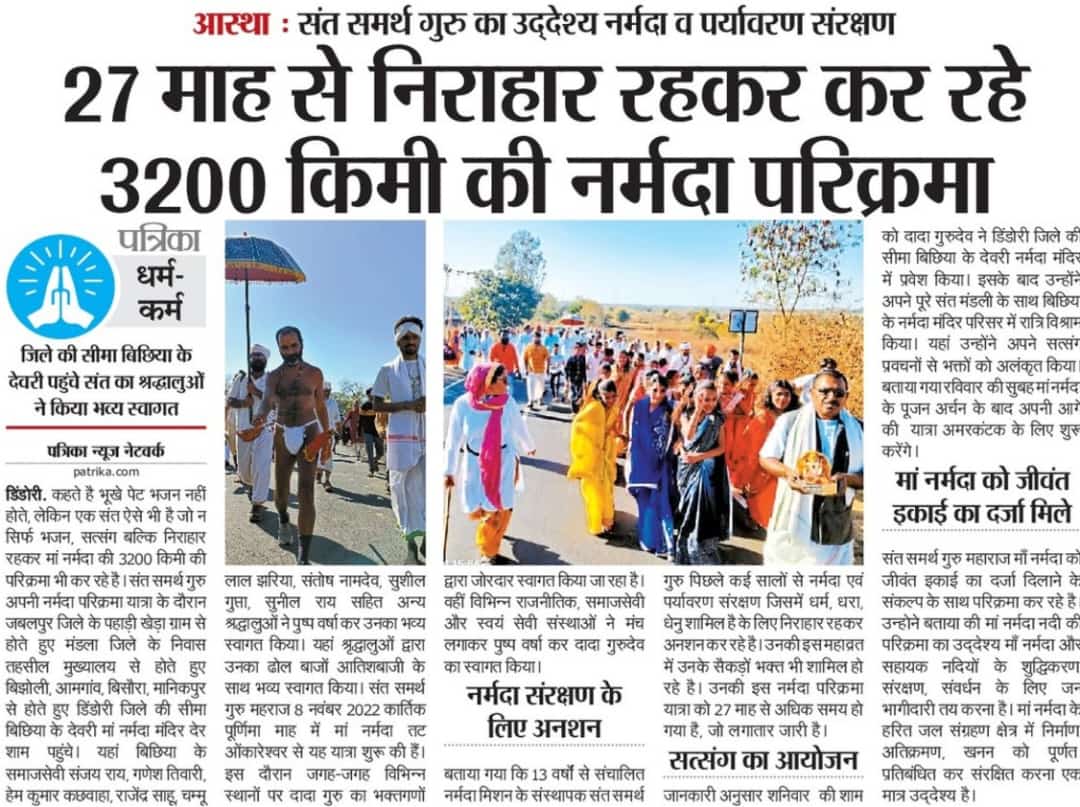 आस्था : संत समर्थ गुरु का उद्‌देश्य नर्मदा व पर्यावरण संरक्षण
27 माह से निराहार रहकर कर रहे
3200 किमी की नर्मदा परिक्रमा
पत्रिका
धर्म-
कर्म
जिले की सीमा बिछिया के
देवरी पहुंचे संत का श्रद्धालुओं
ने किया भव्य स्वागत
पत्रिका न्यूज नेटवर्क
patrika.com
डिंडोरी. कहते है भूखे पेट भजन नहीं
होते, लेकिन एक संत ऐसे भी है जो न
सिर्फ भजन, सत्संग बल्कि निराहार
रहकर मां नर्मदा की 3200 किमी की
परिक्रमा भी कर रहे है। संत समर्थ गुरु
अपनी नर्मदा परिक्रमा यात्रा के दौरान
जबलपुर जिले के पहाड़ी खेड़ा ग्राम से
होते हुए मंडला जिले के निवास
तहसील मुख्यालय से होते हुए
बिझोली, आमगांव, बिसौरा, मानिकपुर
से होते हुए डिंडोरी जिले की सीमा
बिछिया के देवरी मां नर्मदा मंदिर देर
शाम पहुंचे। यहां बिछिया के
समाजसेवी संजय राय, गणेश तिवारी,
हेम कुमार कछवाहा, राजेंद्र साहू, चम्मू
लाल झरिया, संतोष नामदेव, सुशील
गुप्ता, सुनील राय सहित अन्य
श्रद्धालुओं ने पुष्प वर्षा कर उनका भव्य
स्वागत किया। यहां श्रृद्धालुओं द्वारा
उनका ढोल बाजों आतिशबाजी के
साथ भव्य स्वागत किया। संत समर्थ
गुरु महराज 8 नवंबर 2022 कार्तिक
पूर्णिमा माह में मां नर्मदा तट
ओंकारेश्वर से यह यात्रा शुरू की हैं।
इस दौरान जगह-जगह विभिन्न
स्थानों पर दादा गुरु का भक्तगणों
द्वारा जोरदार स्वागत किया जा रहा है।
वहीं विभिन्न राजनीतिक, समाजसेवी
और स्वयं सेवी संस्थाओं ने मंच
लगाकर पुष्प वर्षा कर दादा गुरुदेव
का स्वागत किया।
नर्मदा संरक्षण के
लिए अनशन
बताया गया कि 13 वर्षों से संचालित
नर्मदा मिशन के संस्थापक संत समर्थ
गुरु पिछले कई सालों से नर्मदा एवं
पर्यावरण संरक्षण जिसमें धर्म, धरा,
धेनु शामिल है के लिए निराहार रहकर
अनशन कर रहे है। उनकी इस महाव्रत
में उनके सैकड़ों भक्त भी शामिल हो
रहे है। उनकी इस नर्मदा परिक्रमा
यात्रा को 27 माह से अधिक समय हो
गया है, जो लगातार जारी है।
सत्संग का आयोजन
जानकारी अनुसार शनिवार की शाम
को दादा गुरुदेव ने डिंडोरी जिले की
सीमा बिछिया के देवरी नर्मदा मंदिर
में प्रवेश किया। इसके बाद उन्होंने
अपने पूरे संत मंडली के साथ बिछिया
के नर्मदा मंदिर परिसर में रात्रि विश्राम
किया। यहां उन्होंने अपने सत्संग
प्रवचनों से भक्तों को अलंकृत किया।
बताया गया रविवार की सुबह मां नर्मदा
के पूजन अर्चन के बाद अपनी आगे
की यात्रा अमरकंटक के लिए शुरू
करेंगे।
मां नर्मदा को जीवंत
इकाई का दर्जा मिले
संत समर्थ गुरु महाराज माँ नर्मदा को
जीवंत इकाई का दर्जा दिलाने के
संकल्प के साथ परिक्रमा कर रहे है।
उन्होने बताया की मां नर्मदा नदी की
परिक्रमा का उद्देश्य माँ नर्मदा और
सहायक नदियों के शुद्धिकरण
संरक्षण, संवर्धन के लिए जन
भागीदारी तय करना है। मां नर्मदा के
हरित जल संग्रहण क्षेत्र में निर्माण
अतिक्रमण, खनन को पूर्णत
प्रतिबंधित कर संरक्षित करना एक
मात्र उद्देश्य है।